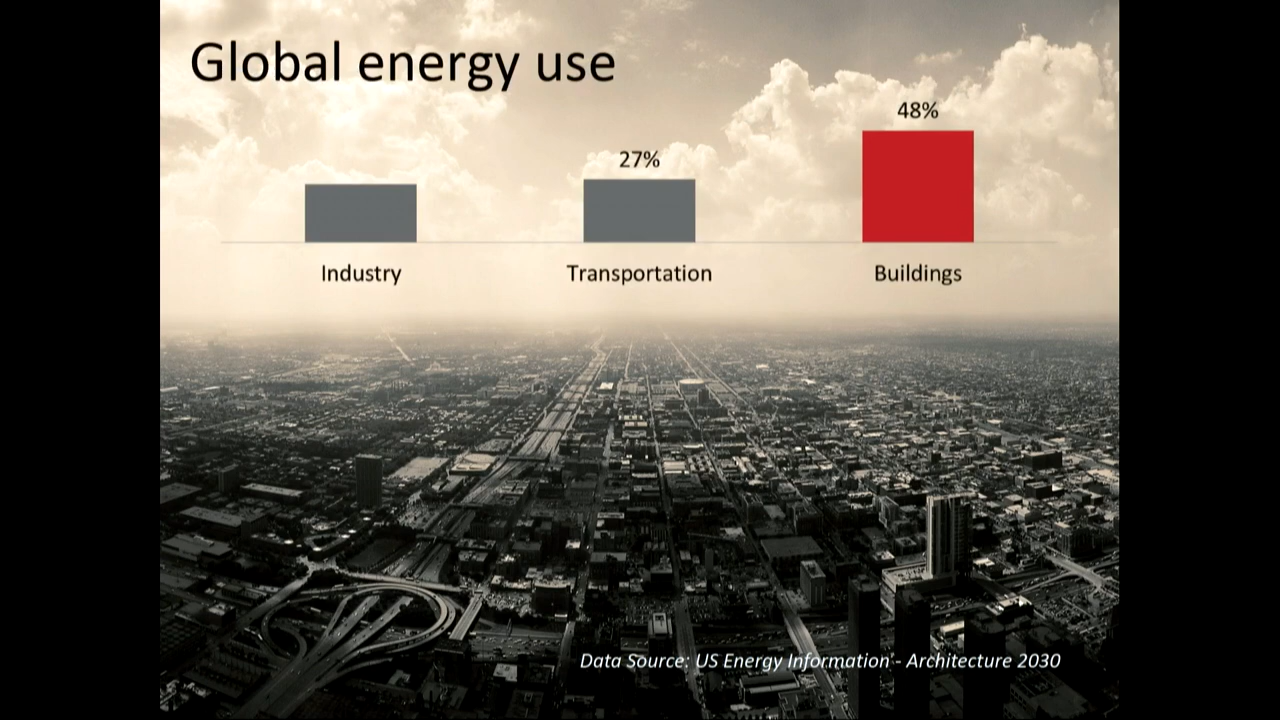 Global energy use
48%
27%
Industry
Transportation
Buildings
Data Source: US Energy Information - Architecture 2030